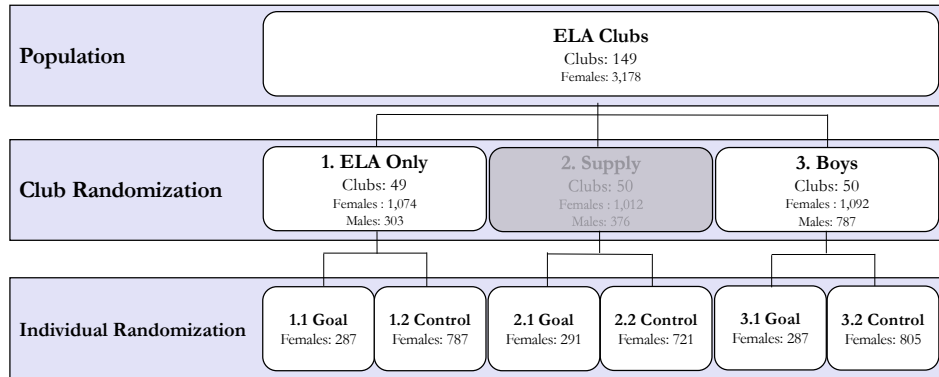 Population
ELA Clubs
Clubs: 149
Females: 3,178
Club Randomization
1. ELA Only
Clubs: 49
Females : 1,074
Males: 303
2. Supply
Clubs: 50
Females : 1,012
Males: 376
3. Boys
Clubs: 50
Females : 1,092
Males: 787
Individual Randomization
1.1 Goal
Females: 287
1.2 Control
Females: 787
2.1 Goal
Females: 291
2.2 Control
Females: 721
3.1 Goal
Females: 287
3.2 Control
Females: 805